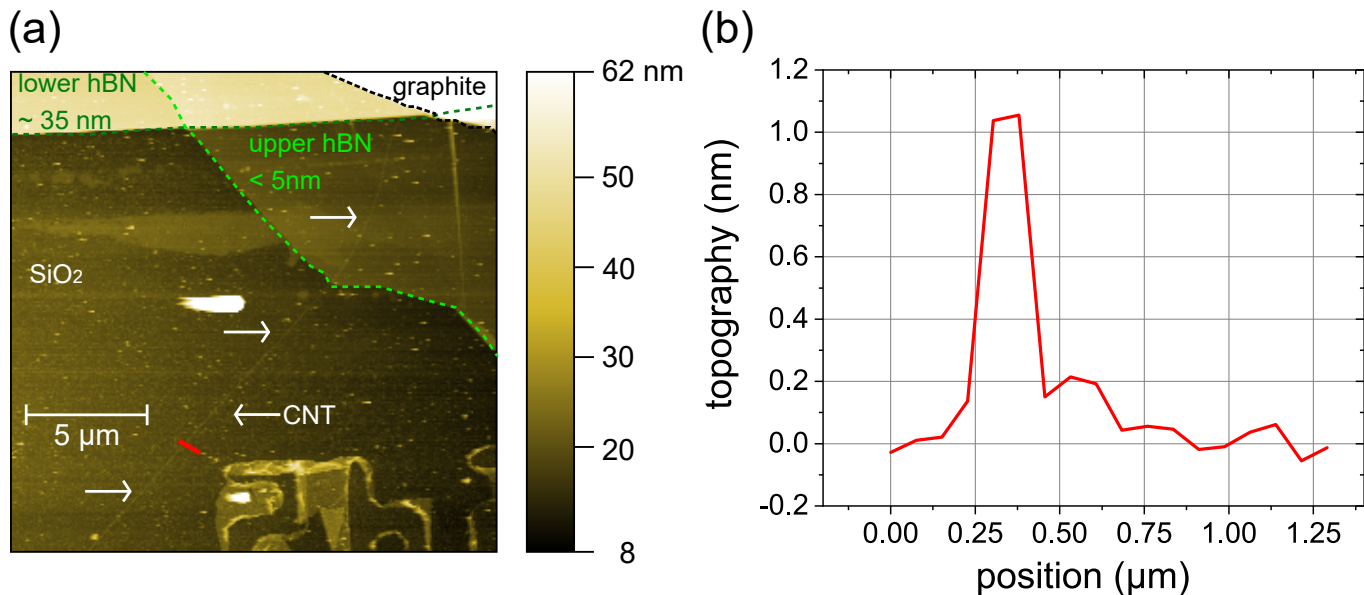 (a)
lower hBN
~ 35 nm
graphite
upper hBN
< 5nm
SiO₂
CNT
5 µm
62 nm
50
40
30
20
8
(b)
1.2
1.0
0.8
0.6
0.4
0.2
0.0
-0.2
topography (nm)
0.00 0.25 0.50 0.75 1.00 1.25
position (µm)